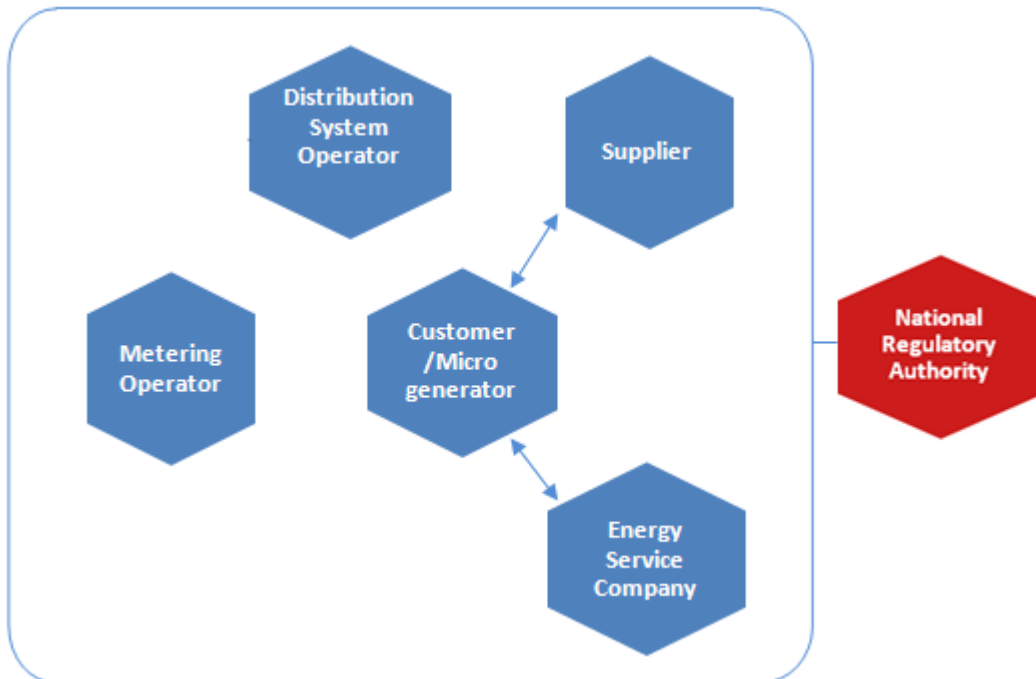 Distribution
System
Operator
Supplier
Metering
Operator
Customer
/Micro
generator
National
Regulatory
Authority
Energy
Service
Company